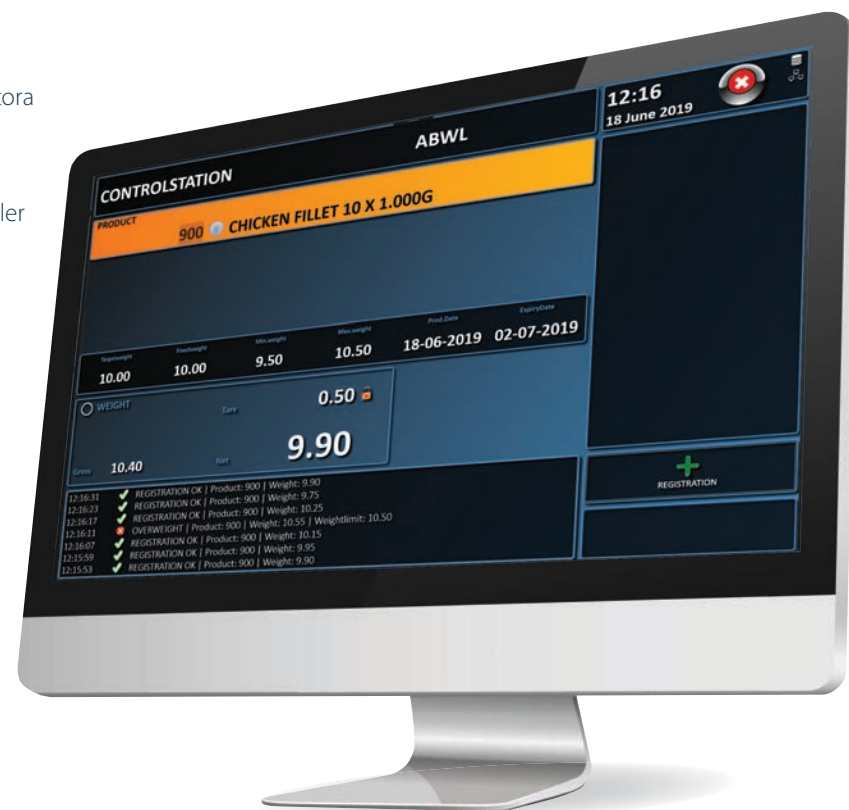 tora
ler
CONTROLSTATION ABWL
12:16
18 June 2019
PRODUCT
900 CHICKEN FILLET 10 X 1.000G
Targetweight Fixedweight Min.weight Max.weight Prod.Date ExpiryDate
10.00 10.00 9.50 10.50 18-06-2019 02-07-2019
WEIGHT Tare 0.50
Gross 10.40 Net 9.90
12:16:31 REGISTRATION OK | Product: 900 | Weight: 9.90
12:16:23 REGISTRATION OK | Product: 900 | Weight: 9.75
12:16:17 REGISTRATION OK | Product: 900 | Weight: 10.25
12:16:11 OVERWEIGHT | Product: 900 | Weight: 10.55 | Weightlimit: 10.50
12:16:07 REGISTRATION OK | Product: 900 | Weight: 10.15
12:15:59 REGISTRATION OK | Product: 900 | Weight: 9.95
12:15:53 REGISTRATION OK | Product: 900 | Weight: 9.90
REGISTRATION